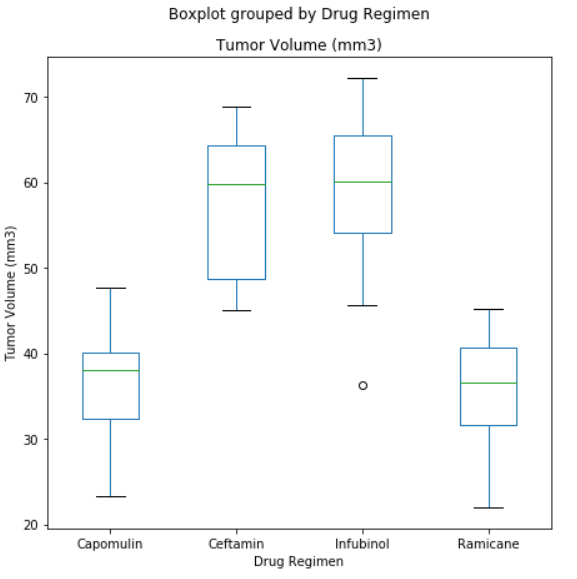 Boxplot grouped by Drug Regimen
Tumor Volume (mm3)
70
60
50
40
30
20
Tumor Volume (mm3)
Capomulin Ceftamin Infubinol Ramicane
Drug Regimen